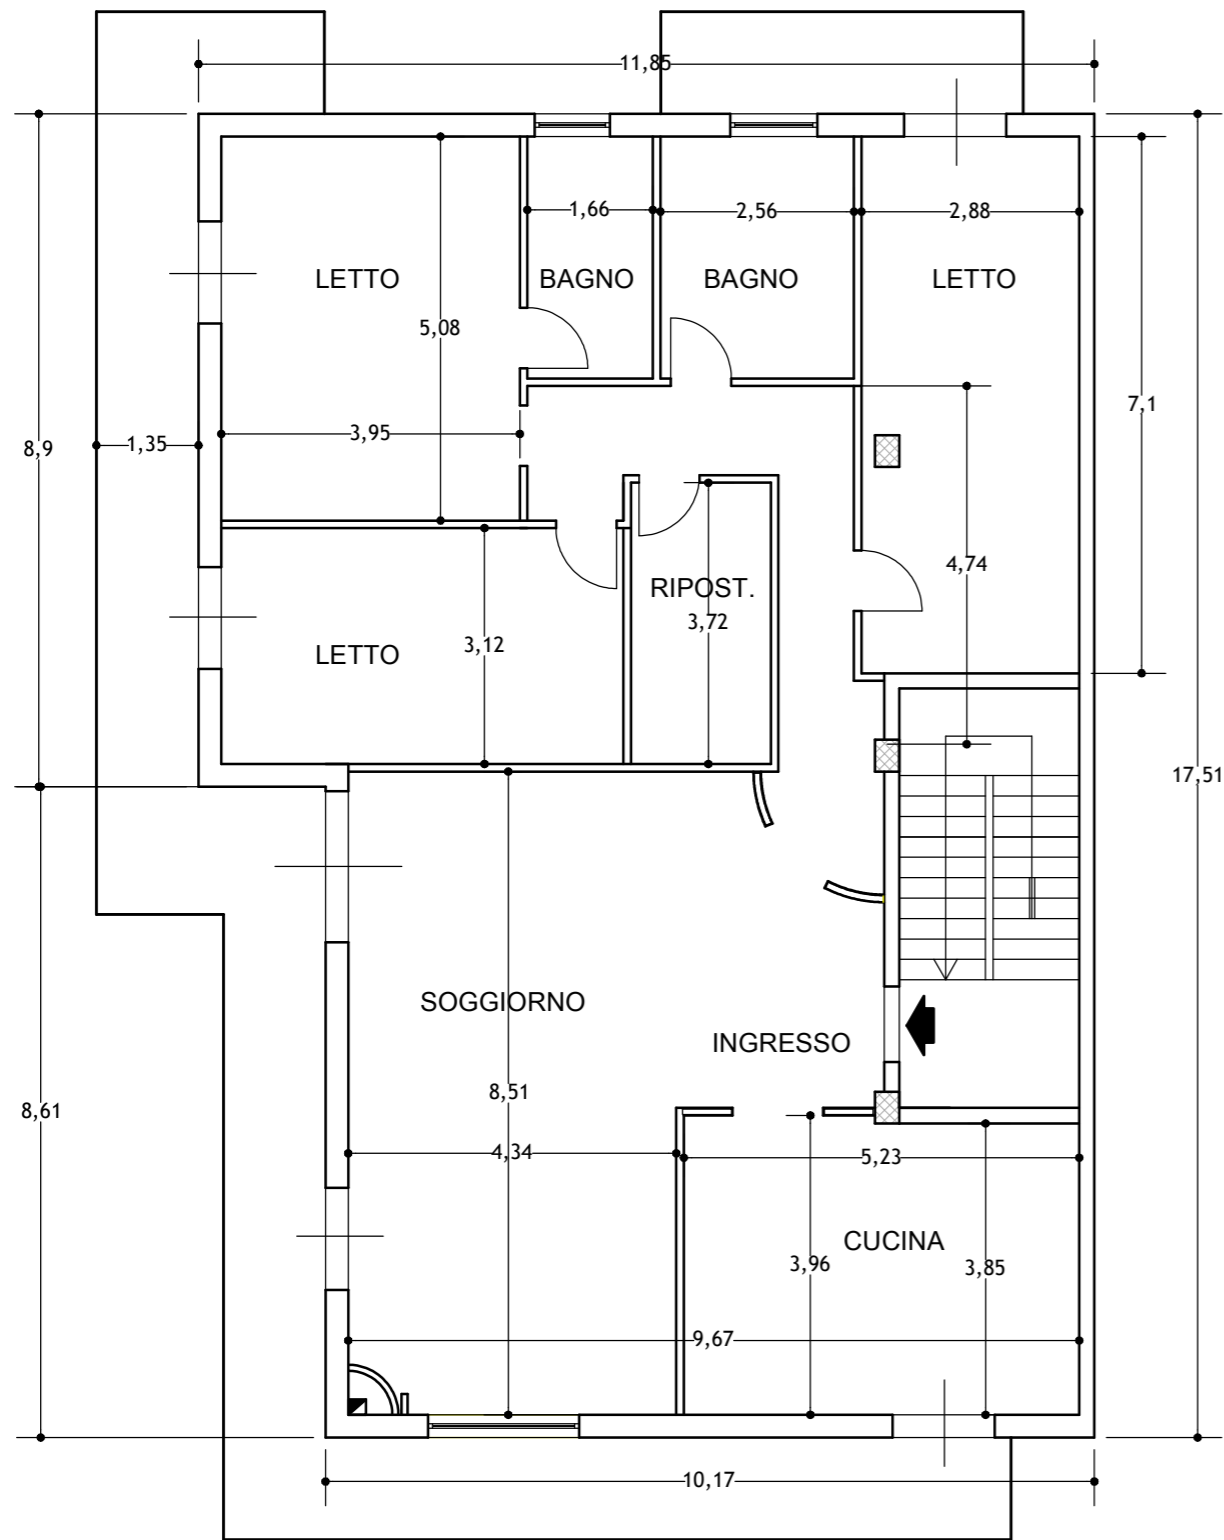 11,85
1,66
2,56
2,88
LETTO
BAGNO
BAGNO
LETTO
5,08
7,1
8,9
1,35
3,95
4,74
RIPOST.
3,72
3,12
LETTO
17,51
SOGGIORNO
INGRESSO
8,51
8,61
4,34
5,23
CUCINA
3,96
3,85
9,67
10,17